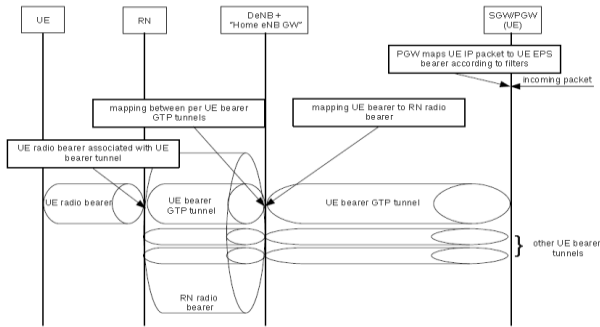 UE
RN
DeNB +
"Home eNB GW"
SGW/PGW
(UE)
PGW maps UE IP packet to UE EPS
bearer according to filters
incoming packet
mapping between per UE bearer
GTP tunnels
mapping UE bearer to RN radio
bearer
UE radio bearer associated with UE
bearer tunnel
UE radio bearer
UE bearer
GTP tunnel
UE bearer GTP tunnel
other UE bearer
tunnels
RN radio
bearer